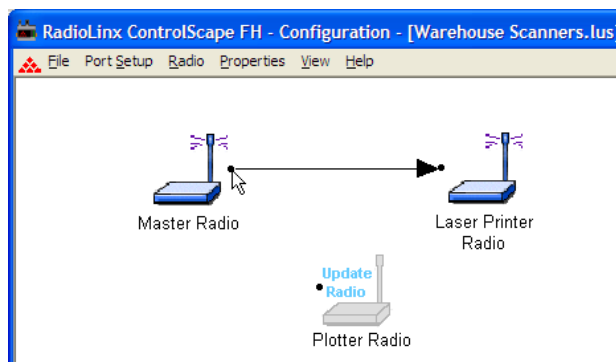 RadioLinx ControlScape FH - Configuration - [Warehouse Scanners.lus
File Port Setup Radio Properties View Help
Master Radio
Laser Printer
Radio
Update
Radio
Plotter Radio